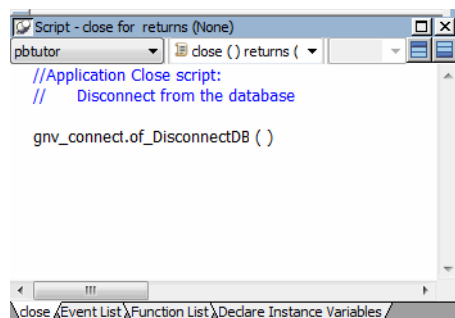 Script - close for returns (None)
pbtutor close ( ) returns (
//Application Close script:
// Disconnect from the database
gnv_connect.of_DisconnectDB ( )
close Event List Function List Declare Instance Variables